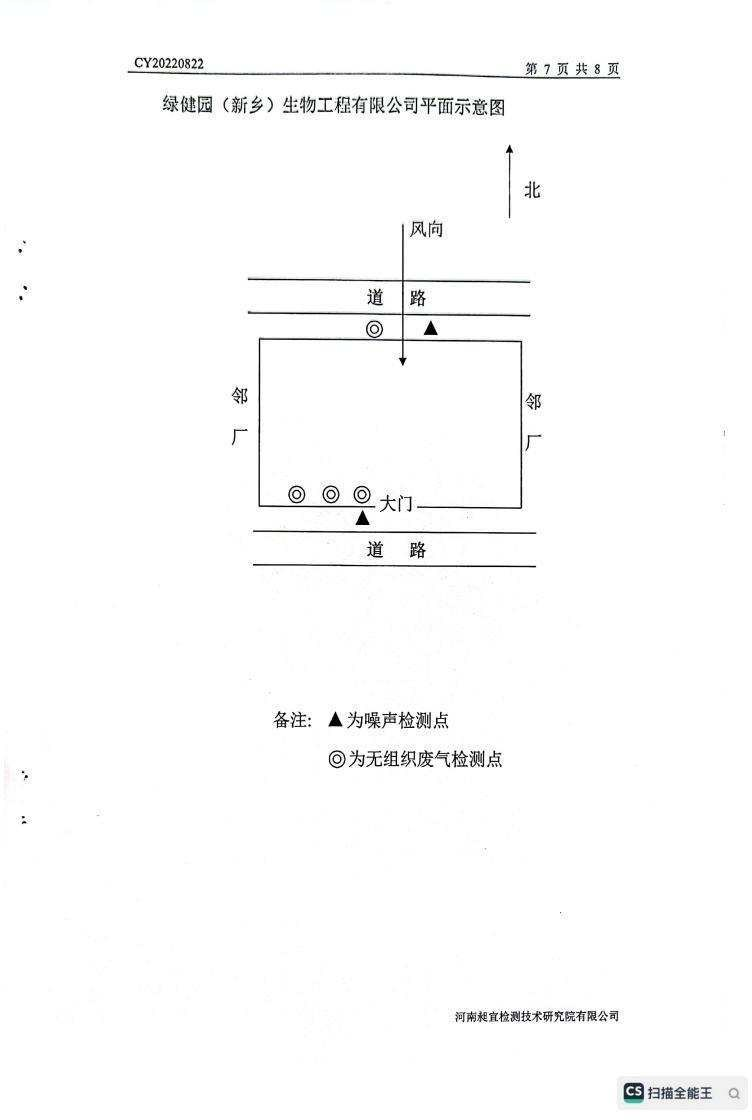 CY20220822
第 7 页 共 8 页
绿健园（新乡）生物工程有限公司平面示意图
北
风向
道 路
邻厂
邻厂
大门
道 路
备注: ▲为噪声检测点
◎为无组织废气检测点
河南昶宜检测技术研究院有限公司
CS 扫描全能王